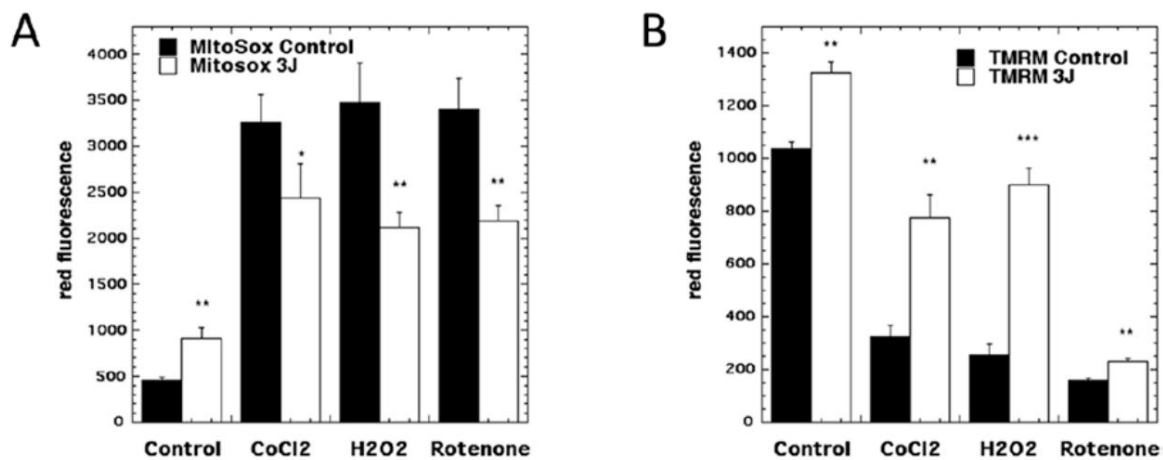 A
MitoSox Control
Mitosox 3J
4000
3500
3000
2500
2000
1500
1000
500
0
red fluorescence
*
**
**
**
Control CoCl2 H2O2 Rotenone
B
TMRM Control
TMRM 3J
1400
1200
1000
800
600
400
200
0
red fluorescence
**
**
***
**
Control CoCl2 H2O2 Rotenone